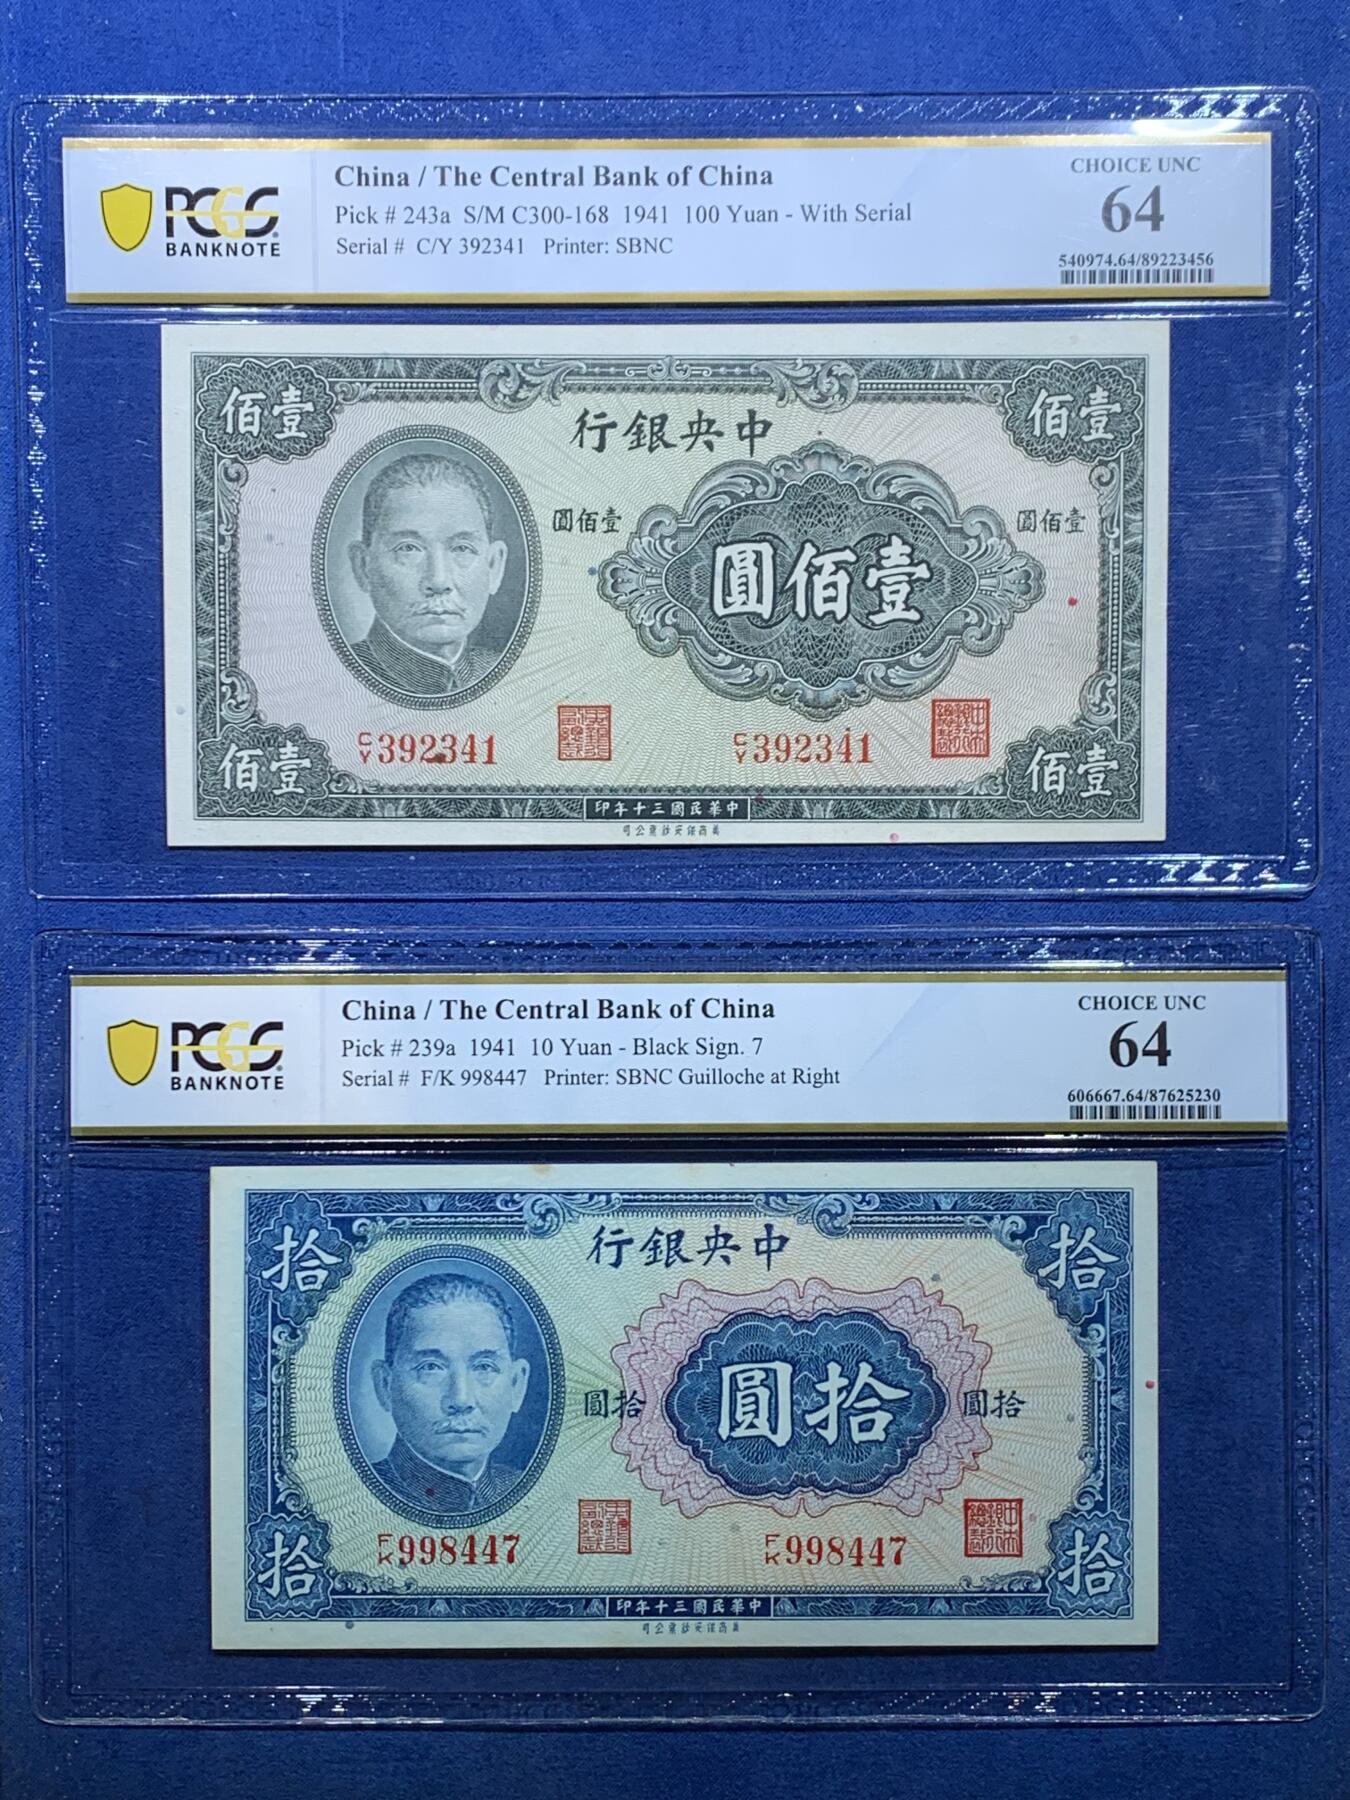 PCGS
BANKNOTE
China / The Central Bank of China
Pick # 243a S/M C300-168 1941 100 Yuan - With Serial
Serial # C/Y 392341 Printer: SBNC
CHOICE UNC
64
540974.64/89223456
佰壹
佰壹
行銀央中
圓佰壹
圓佰壹
圓佰壹
C/Y 392341
C/Y 392341
佰壹
佰壹
印年十三國民華中
PCGS
BANKNOTE
China / The Central Bank of China
Pick # 239a 1941 10 Yuan - Black Sign. 7
Serial # F/K 998447 Printer: SBNC Guilloche at Right
CHOICE UNC
64
606667.64/87625230
拾
拾
行銀央中
圓拾
圓拾
圓拾
F/K 998447
F/K 998447
拾
拾
印年十三國民華中